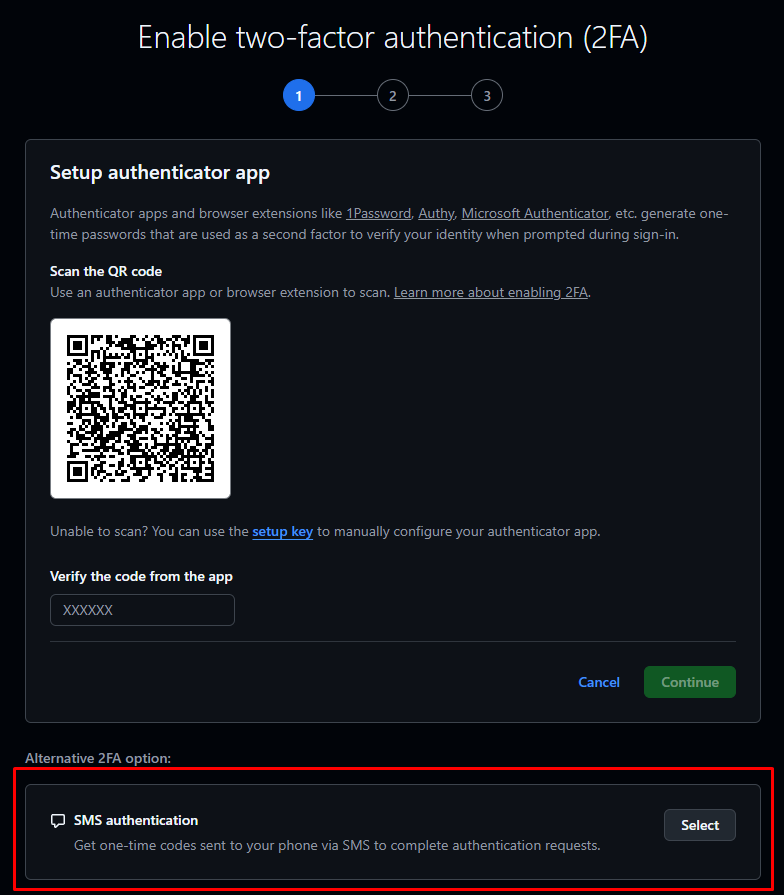 Enable two-factor authentication (2FA)
1
2
3
Setup authenticator app
Authenticator apps and browser extensions like 1Password, Authy, Microsoft Authenticator, etc. generate one-
time passwords that are used as a second factor to verify your identity when prompted during sign-in.
Scan the QR code
Use an authenticator app or browser extension to scan. Learn more about enabling 2FA.
Unable to scan? You can use the setup key to manually configure your authenticator app.
Verify the code from the app
XXXXXX
Cancel
Continue
Alternative 2FA option:
SMS authentication
Select
Get one-time codes sent to your phone via SMS to complete authentication requests.